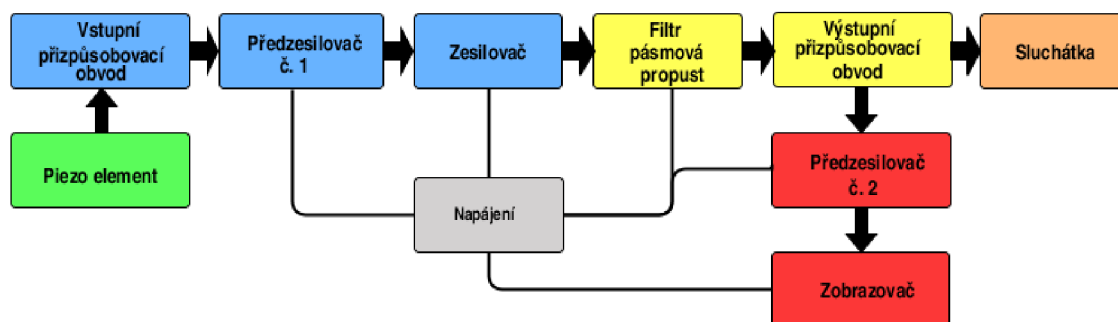 Vstupní
přizpůsobovací
obvod
Předzesilovač
č. 1
Zesilovač
Filtr
pásmová
propust
Výstupní
přizpůsobovací
obvod
Sluchátka
Piezo element
Napájení
Předzesilovač
č. 2
Zobrazovač